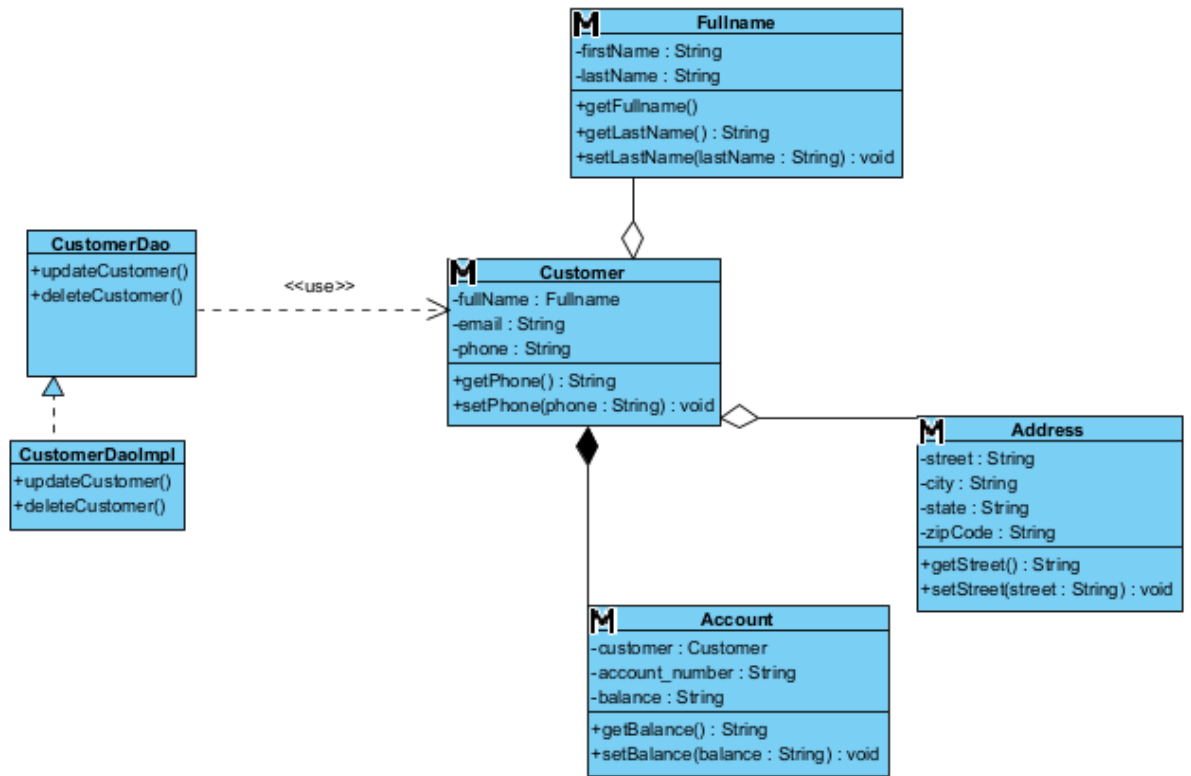 M
Fullname
-firstName : String
-lastName : String
+getFullname()
+getLastName() : String
+setLastName(lastName : String) : void
CustomerDao
+updateCustomer()
+deleteCustomer()
<<use>>
M
Customer
-fullName : Fullname
-email : String
-phone : String
+getPhone() : String
+setPhone(phone : String) : void
CustomerDaoImpl
+updateCustomer()
+deleteCustomer()
M
Address
-street : String
-city : String
-state : String
-zipCode : String
+getStreet() : String
+setStreet(street : String) : void
M
Account
-customer : Customer
-account_number : String
-balance : String
+getBalance() : String
+setBalance(balance : String) : void